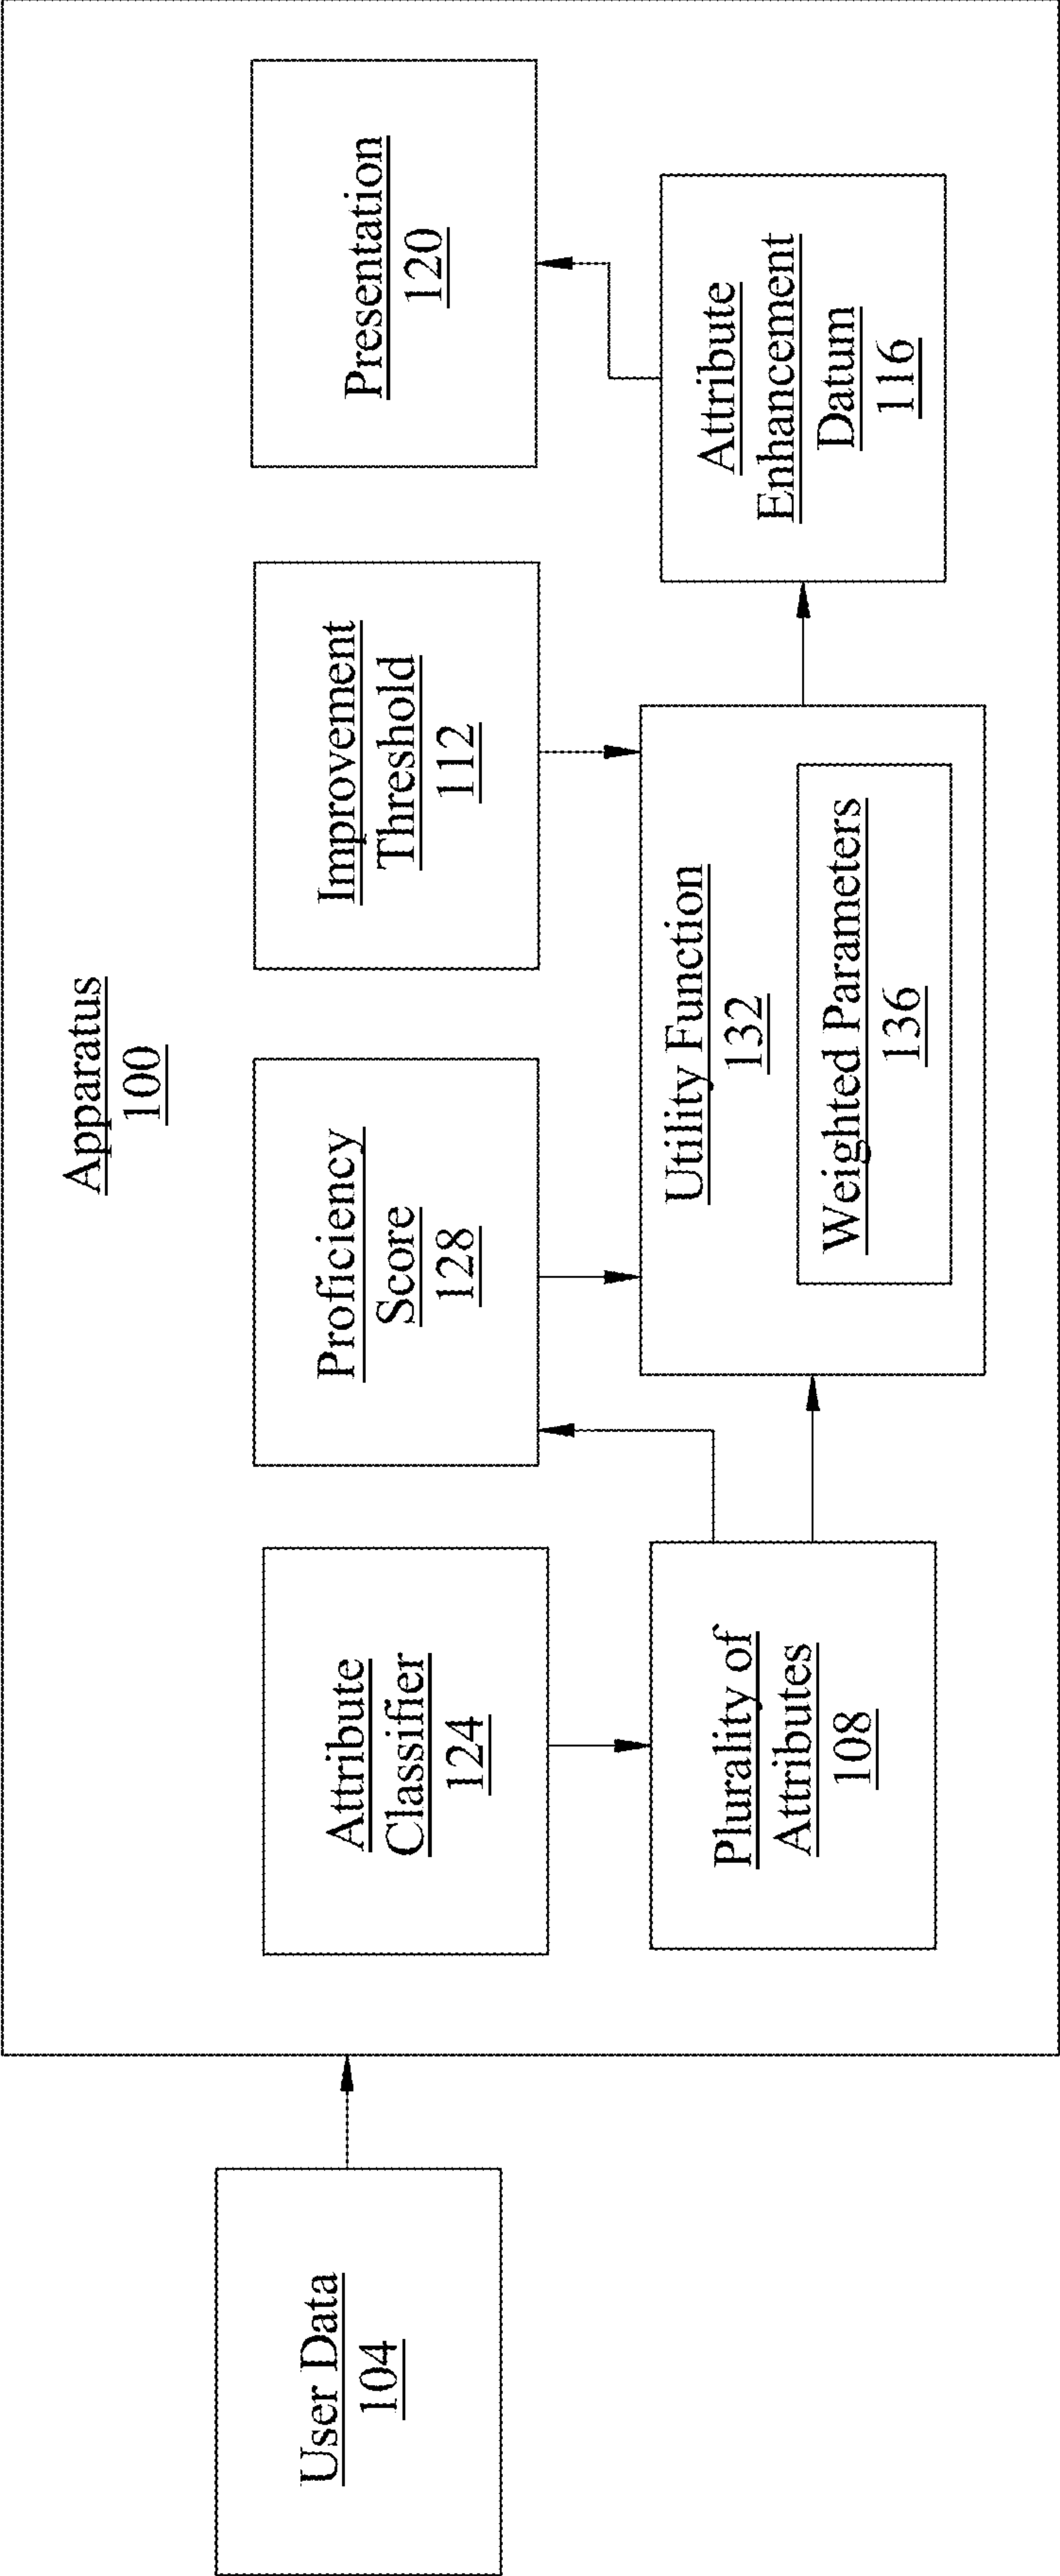 Apparatus
100
User Data
104
Attribute
Classifier
124
Proficiency
Score
128
Improvement
Threshold
112
Presentation
120
Plurality of
Attributes
108
Utility Function
132
Weighted Parameters
136
Attribute
Enhancement
Datum
116